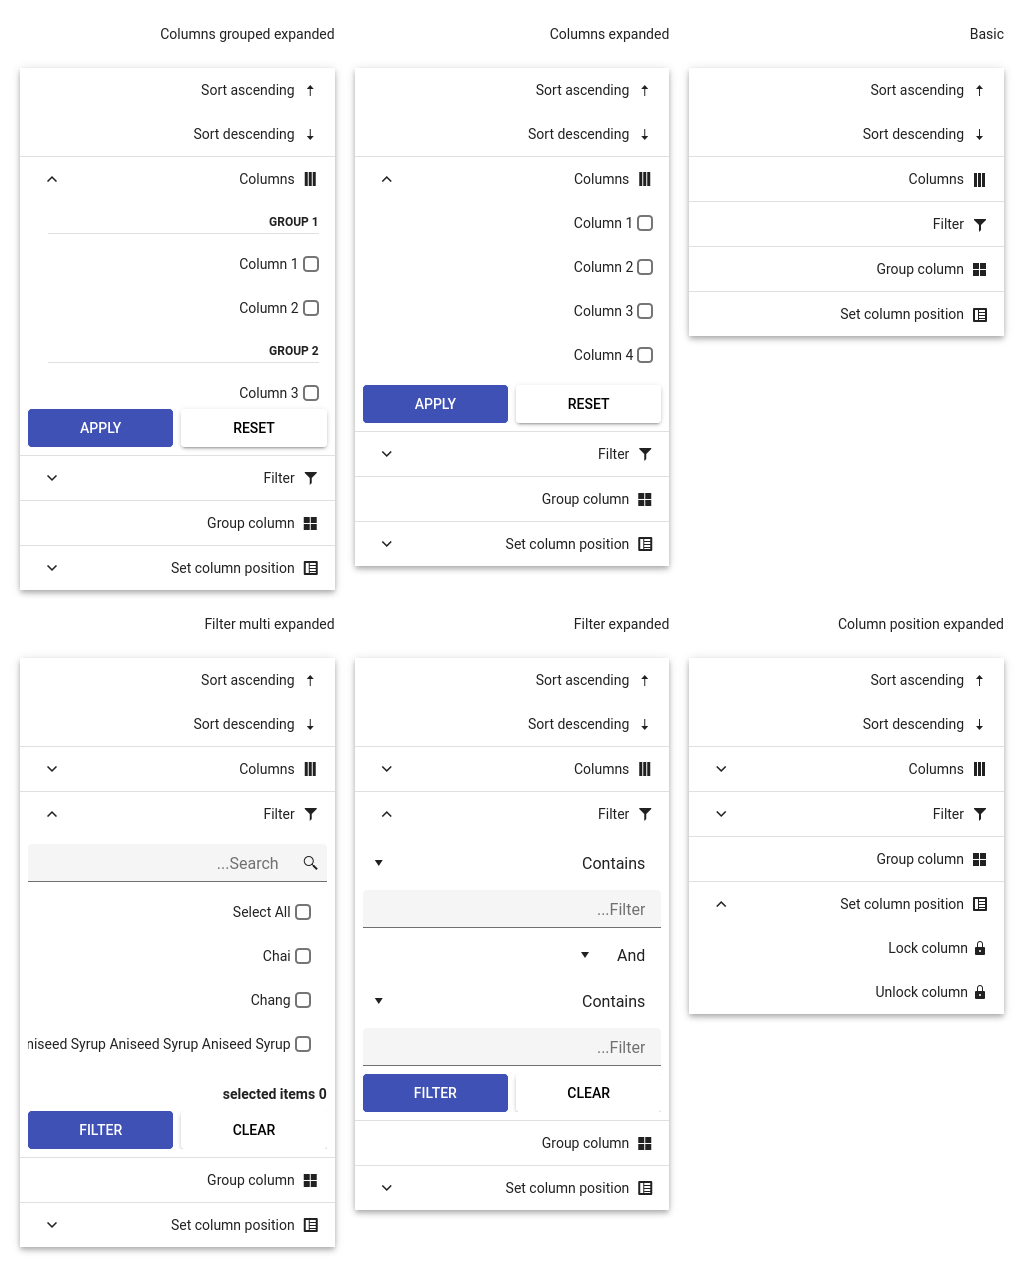 Basic
Sort ascending
Sort descending
Columns
Filter
Group column
Set column position
Columns expanded
Sort ascending
Sort descending
Columns
Column 1
Column 2
Column 3
Column 4
APPLY
RESET
Filter
Group column
Set column position
Columns grouped expanded
Sort ascending
Sort descending
Columns
GROUP 1
Column 1
Column 2
GROUP 2
Column 3
APPLY
RESET
Filter
Group column
Set column position
Column position expanded
Sort ascending
Sort descending
Columns
Filter
Group column
Set column position
Lock column
Unlock column
Filter expanded
Sort ascending
Sort descending
Columns
Filter
Contains
...Filter
And
Contains
...Filter
FILTER
CLEAR
Group column
Set column position
Filter multi expanded
Sort ascending
Sort descending
Columns
Filter
...Search
Select All
Chai
Chang
niseed Syrup Aniseed Syrup Aniseed Syrup
selected items 0
FILTER
CLEAR
Group column
Set column position